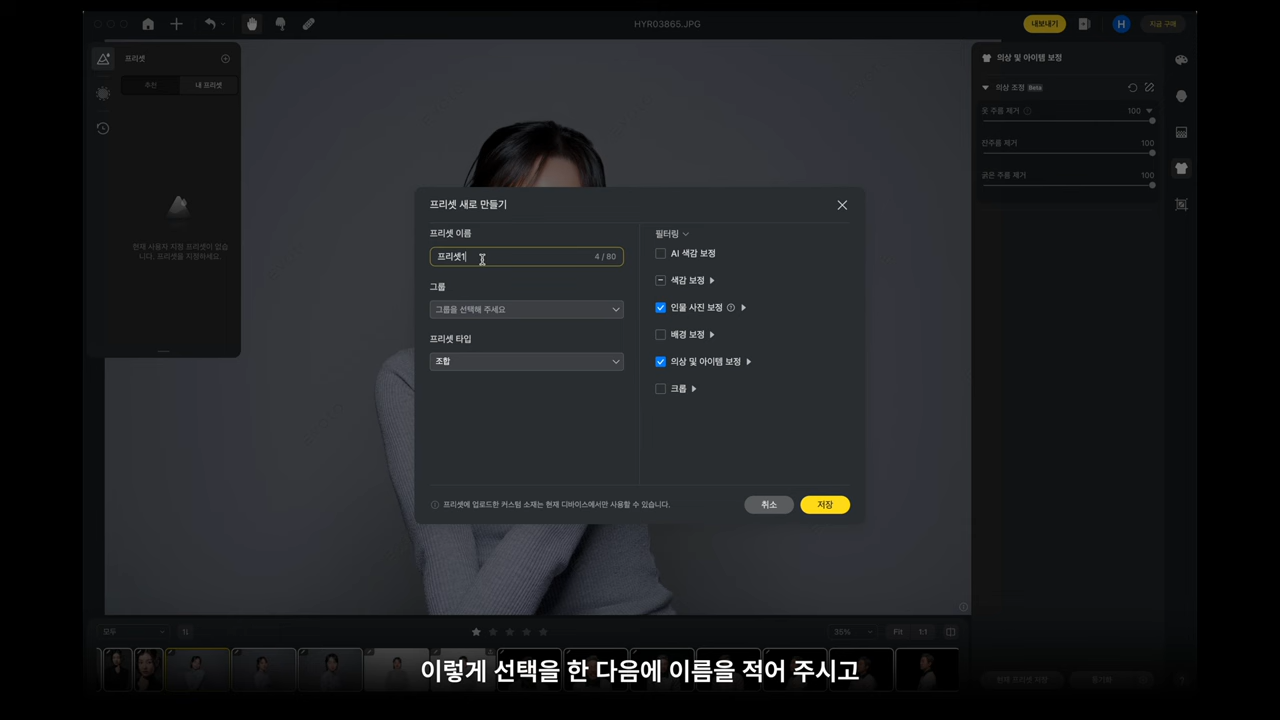 HYR03865.JPG
내보내기
H
지금 구매
프리셋
추천
내 프리셋
현재 사용자 지정 프리셋이 없습
니다. 프리셋을 지정하세요.
의상 및 아이템 보정
의상 조정 Beta
옷 주름 제거 100
잔주름 제거 100
굵은 주름 제거 100
프리셋 새로 만들기
프리셋 이름
프리셋1 4 / 80
그룹
그룹을 선택해 주세요
프리셋 타입
조합
필터링
AI 색감 보정
색감 보정
인물 사진 보정
배경 보정
의상 및 아이템 보정
크롭
프리셋에 업로드한 커스텀 소재는 현재 디바이스에서만 사용할 수 있습니다.
취소
저장
모두
35%
Fit
1:1
이렇게 선택을 한 다음에 이름을 적어 주시고
현재 프리셋 저장
동기화